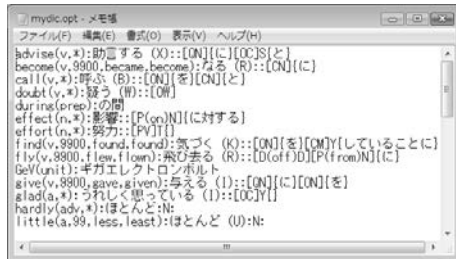 mydic.opt - メモ帳
ファイル(F) 編集(E) 書式(O) 表示(V) ヘルプ(H)
advise(v,*):助言する (X)::[QN]{に}[OC]S{と}
become(v,9900,became,become):なる (R)::[CN]{に}
call(v,*):呼ぶ (B)::[QN]{を}[CN]{と}
doubt(v,*):疑う (W)::[OW]
during(prep):の間
effect(n,*):影響::[P(on)N]{に対する}
effort(n,*):努力::[PV]T{}
find(v,9900,found,found):気づく (K)::[QN]{を}[CM]Y{していることに}
fly(v,9800,flew,flown):飛び去る (R)::[D(off)D][P(from)N]{に}
GeV(unit):ギガエレクトロンボルト
give(v,9900,gave,given):与える (I)::[QN]{に}[ON]{を}
glad(a,*):うれしく思っている (I)::[OC]Y{}
hardly(adv,*):ほとんど:N:
little(a,99,less,least):ほとんど (U):N: